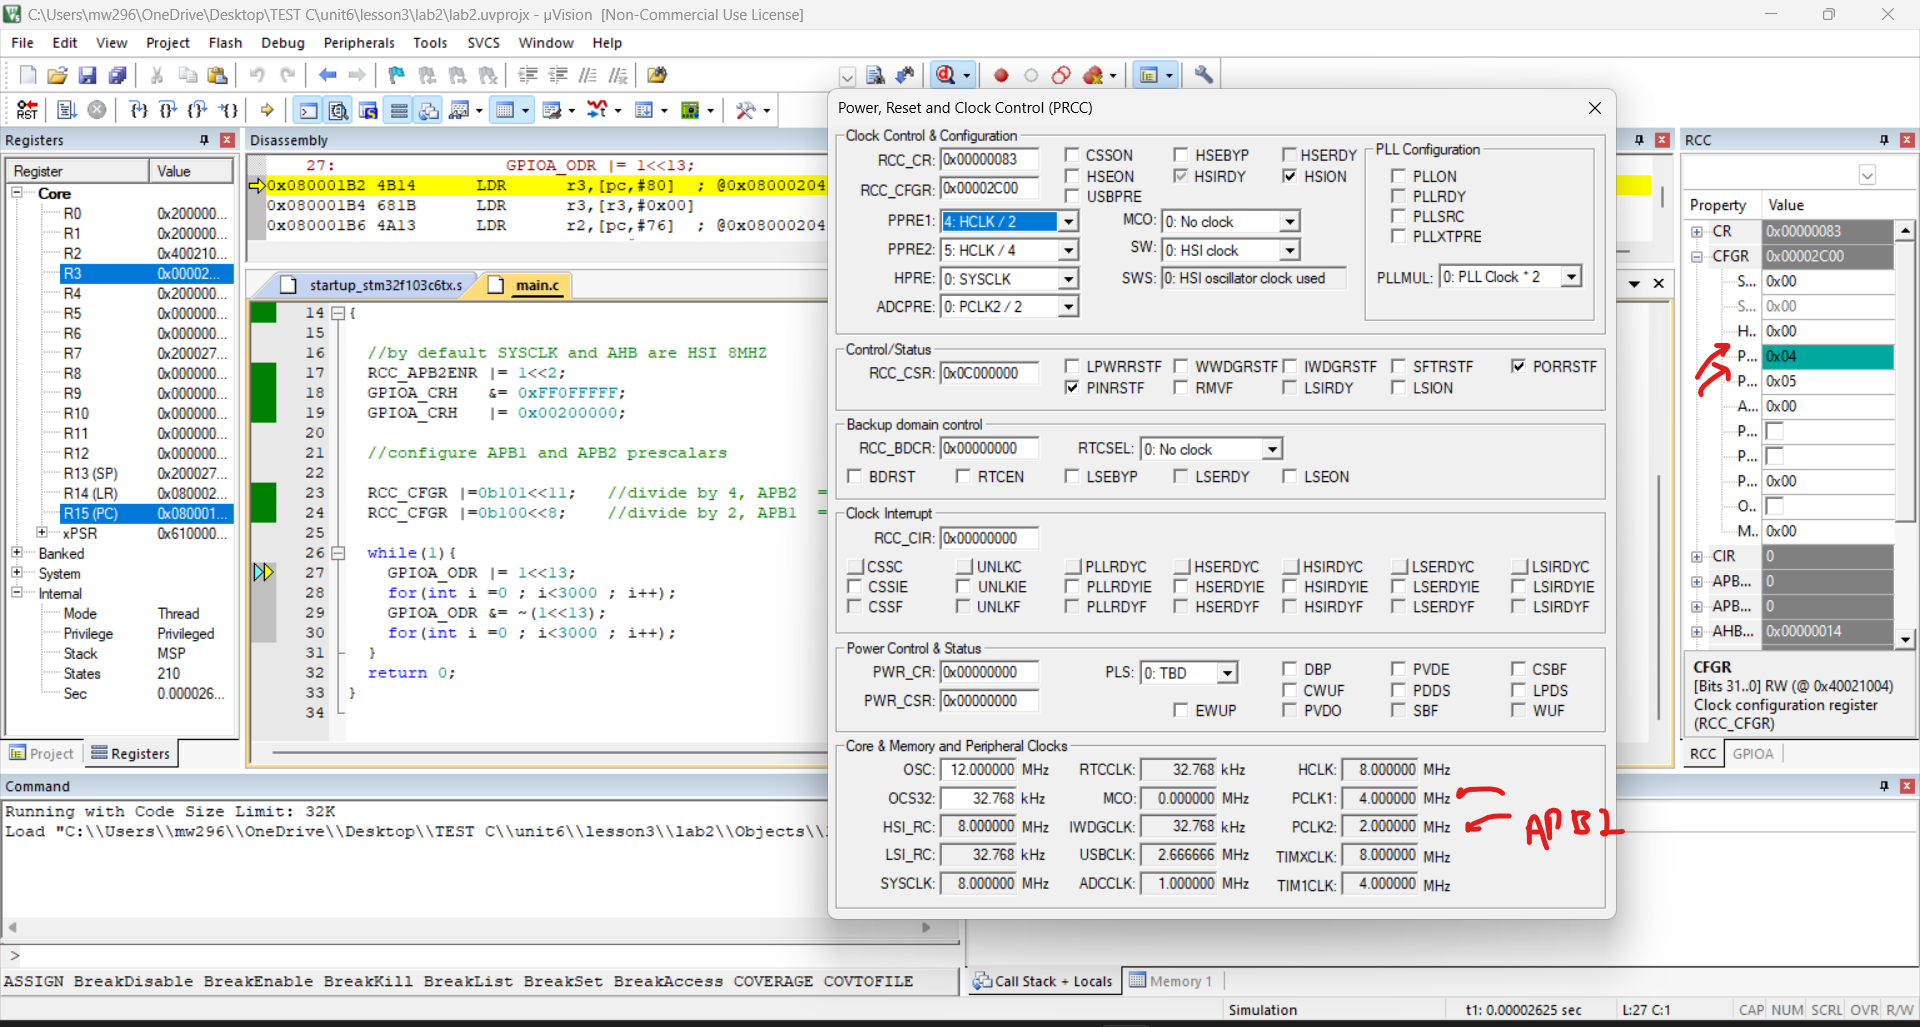 C:\Users\mw296\OneDrive\Desktop\TEST C\unit6\lesson3\lab2\lab2.uvprojx - µVision [Non-Commercial Use License]
File Edit View Project Flash Debug Peripherals Tools SVCS Window Help
RST
Registers
Register Value
Core
R0 0x200000...
R1 0x200000...
R2 0x400210...
R3 0x00002...
R4 0x200000...
R5 0x000000...
R6 0x000000...
R7 0x200027...
R8 0x000000...
R9 0x000000...
R10 0x000000...
R11 0x000000...
R12 0x000000...
R13 (SP) 0x200027...
R14 (LR) 0x080002...
R15 (PC) 0x080001...
xPSR 0x610000...
Banked
System
Internal
Mode Thread
Privilege Privileged
Stack MSP
States 210
Sec 0.000026...
Project Registers
Disassembly
27: GPIOA_ODR |= 1<<13;
0x080001B2 4B14 LDR r3,[pc,#80] ; @0x08000204
0x080001B4 681B LDR r3,[r3,#0x00]
0x080001B6 4A13 LDR r2,[pc,#76] ; @0x08000204
startup_stm32f103c6tx.s main.c
14 {
15
16 //by default SYSCLK and AHB are HSI 8MHZ
17 RCC_APB2ENR |= 1<<2;
18 GPIOA_CRH &= 0xFF0FFFFF;
19 GPIOA_CRH |= 0x00200000;
20
21 //configure APB1 and APB2 prescalars
22
23 RCC_CFGR |=0b101<<11; //divide by 4, APB2 =
24 RCC_CFGR |=0b100<<8; //divide by 2, APB1 =
25
26 while(1){
27 GPIOA_ODR |= 1<<13;
28 for(int i =0 ; i<3000 ; i++);
29 GPIOA_ODR &= ~(1<<13);
30 for(int i =0 ; i<3000 ; i++);
31 }
32 return 0;
33 }
34
Power, Reset and Clock Control (PRCC)
Clock Control & Configuration
RCC_CR: 0x00000083 CSSON HSEBYP HSERDY
HSEON HSIRDY HSION
RCC_CFGR: 0x00002C00 USBPRE
PPRE1: 4: HCLK / 2 MCO: 0: No clock
PPRE2: 5: HCLK / 4 SW: 0: HSI clock
HPRE: 0: SYSCLK SWS: 0: HSI oscillator clock used
ADCPRE: 0: PCLK2 / 2
PLL Configuration
PLLON
PLLRDY
PLLSRC
PLLXTPRE
PLLMUL: 0: PLL Clock * 2
Control/Status
RCC_CSR: 0x0C000000 LPWRRSTF WWDGRSTF IWDGRSTF SFTRSTF PORRSTF
PINRSTF RMVF LSIRDY LSION
Backup domain control
RCC_BDCR: 0x00000000 RTCSEL: 0: No clock
BDRST RTCEN LSEBYP LSERDY LSEON
Clock Interrupt
RCC_CIR: 0x00000000
CSSC UNLKC PLLRDYC HSERDYC HSIRDYC LSERDYC LSIRDYC
CSSIE UNLKIE PLLRDYIE HSERDYIE HSIRDYIE LSERDYIE LSIRDYIE
CSSF UNLKF PLLRDYF HSERDYF HSIRDYF LSERDYF LSIRDYF
Power Control & Status
PWR_CR: 0x00000000 PLS: 0: TBD DBP PVDE CSBF
CWUF PDDS LPDS
PWR_CSR: 0x00000000 EWUP PVDO SBF WUF
Core & Memory and Peripheral Clocks
OSC: 12.000000 MHz RTCCLK: 32.768 kHz HCLK: 8.000000 MHz
OCS32: 32.768 kHz MCO: 0.000000 MHz PCLK1: 4.000000 MHz
HSI_RC: 8.000000 MHz IWDGCLK: 32.768 kHz PCLK2: 2.000000 MHz
LSI_RC: 32.768 kHz USBCLK: 2.666666 MHz TIMXCLK: 8.000000 MHz
SYSCLK: 8.000000 MHz ADCCLK: 1.000000 MHz TIM1CLK: 4.000000 MHz
RCC
Property Value
CR 0x00000083
CFGR 0x00002C00
S... 0x00
S... 0x00
H.. 0x00
P... 0x04
P... 0x05
A... 0x00
P...
P...
P... 0x00
O..
M.. 0x00
CIR 0
APB... 0
APB... 0
AHB... 0x00000014
CFGR
[Bits 31..0] RW (@ 0x40021004)
Clock configuration register
(RCC_CFGR)
RCC GPIOA
Command
Running with Code Size Limit: 32K
Load "C:\\Users\\mw296\\OneDrive\\Desktop\\TEST C\\unit6\\lesson3\\lab2\\Objects\\
>
ASSIGN BreakDisable BreakEnable BreakKill BreakList BreakSet BreakAccess COVERAGE COVTOFILE
Call Stack + Locals Memory 1
Simulation t1: 0.00002625 sec L:27 C:1 CAP NUM SCRL OVR R/W